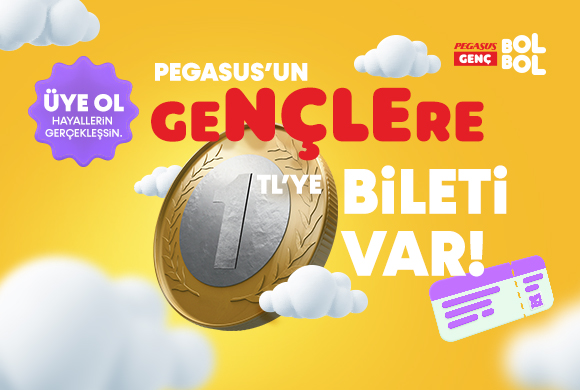 PEGASUS'UN
GENÇLERE
1 TL'YE BİLETİ
VAR!
ÜYE OL
HAYALLERİN
GERÇEKLEŞSİN.
PEGASUS
GENÇ
BOL
BOL